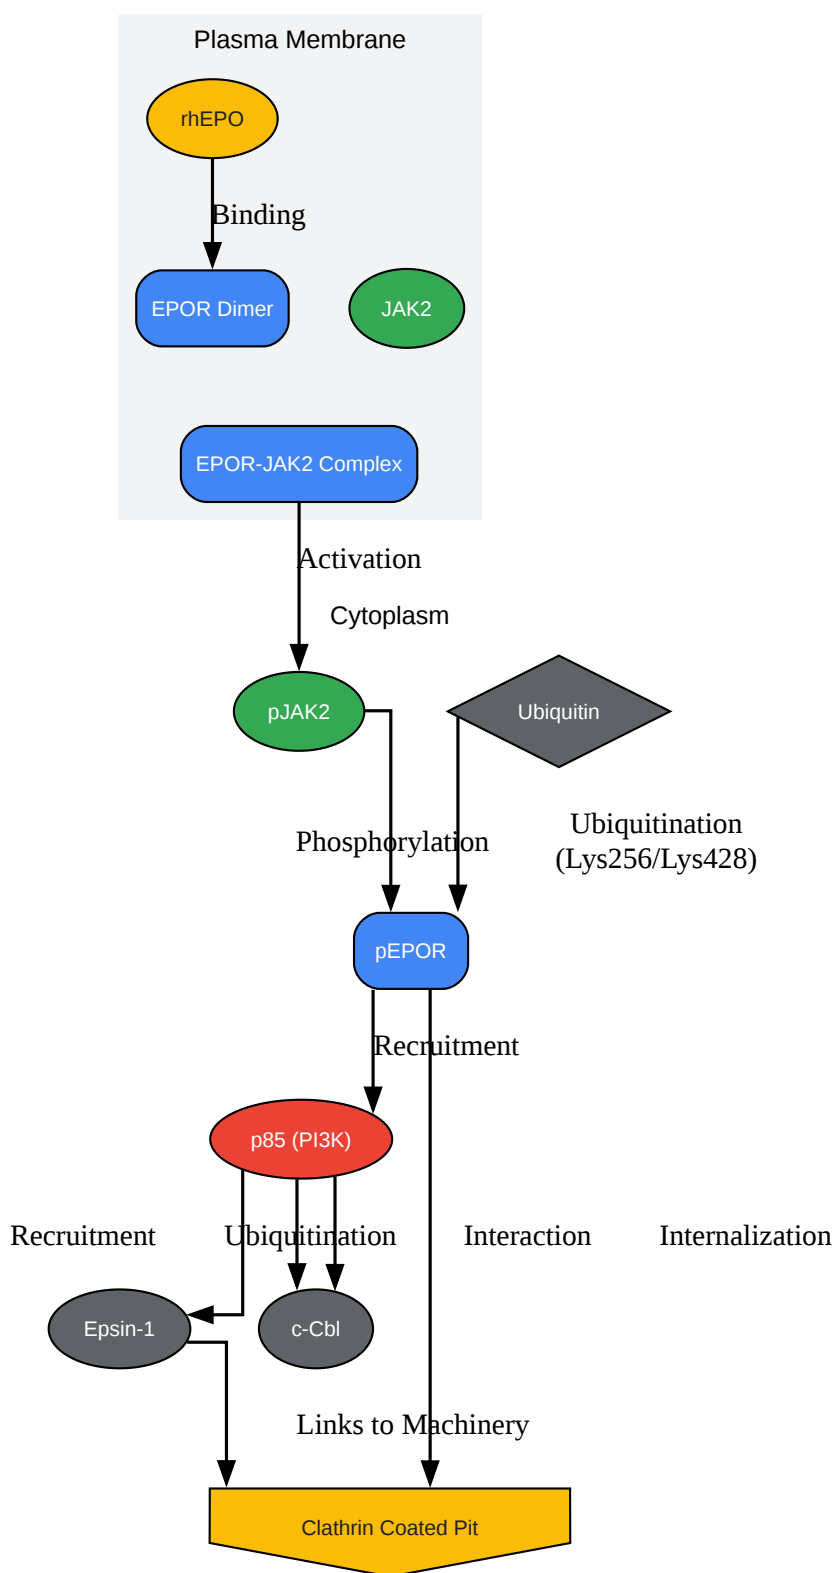 Plasma Membrane
rhEPO
Binding
EPOR Dimer
JAK2
EPOR-JAK2 Complex
Activation
Cytoplasm
pJAK2
Ubiquitin
Phosphorylation
Ubiquitination
(Lys256/Lys428)
pEPOR
Recruitment
p85 (PI3K)
Recruitment
Ubiquitination
Interaction
Internalization
Epsin-1
c-Cbl
Links to Machinery
Clathrin Coated Pit